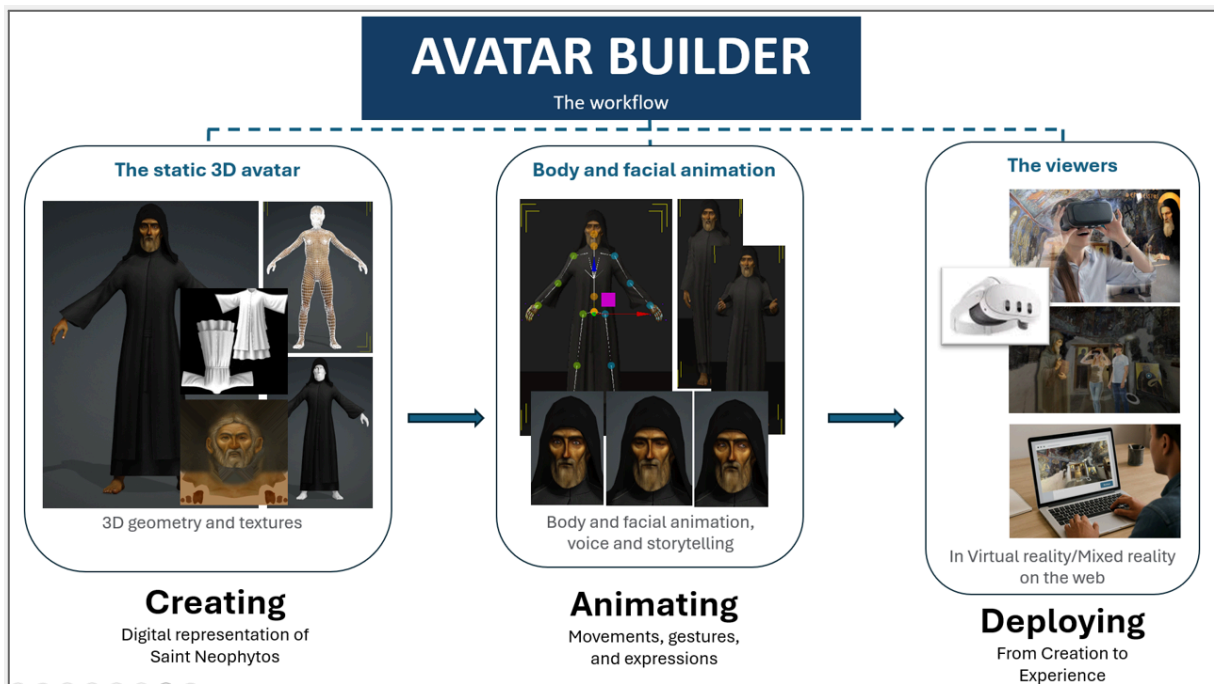 AVATAR BUILDER
The workflow
The static 3D avatar
3D geometry and textures
Creating
Digital representation of
Saint Neophytos
Body and facial animation
Body and facial animation,
voice and storytelling
Animating
Movements, gestures,
and expressions
The viewers
In Virtual reality/Mixed reality
on the web
Deploying
From Creation to
Experience